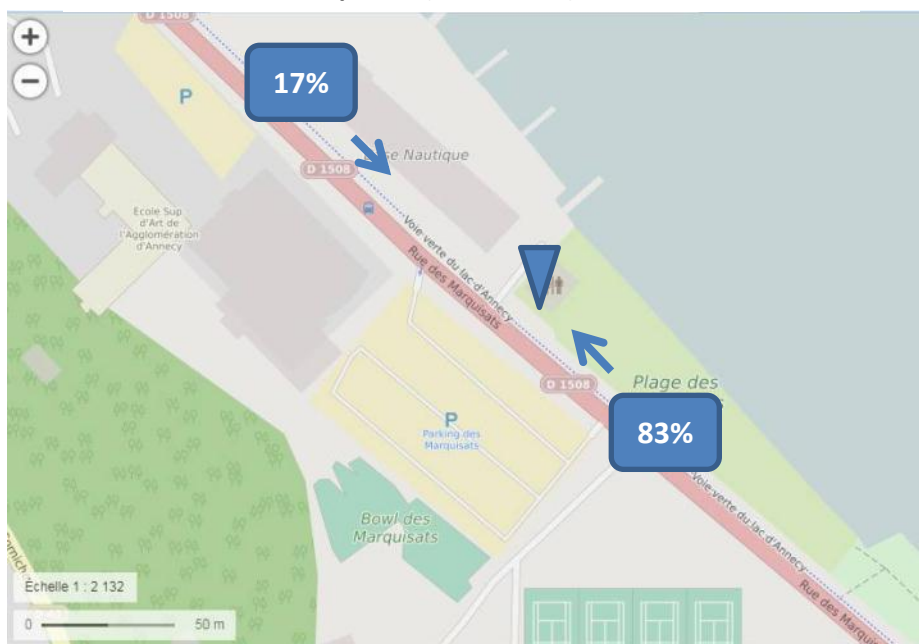 D 1508
+
−
17%
P
Nautique
D 1508
Ecole Sup
d'Art de
l'Agglomération
d'Annecy
Voie verte du lac d'Annecy
Rue des Marquisats
D 1508
Plage des
83%
P
Parking des
Marquisats
Bowl des
Marquisats
Voie verte du lac d'Annecy
Rue des Mar
Échelle 1 : 2 132
0
50 m